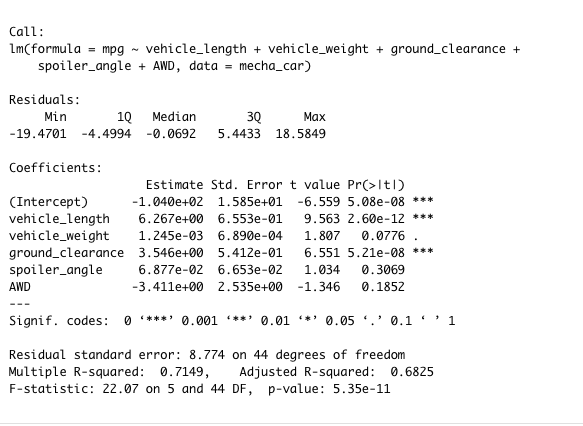 Call:
lm(formula = mpg ~ vehicle_length + vehicle_weight + ground_clearance +
    spoiler_angle + AWD, data = mecha_car)

Residuals:
     Min       1Q   Median       3Q      Max
-19.4701  -4.4994  -0.0692   5.4433  18.5849

Coefficients:
                   Estimate Std. Error t value Pr(>|t|)
(Intercept)      -1.040e+02  1.585e+01  -6.559 5.08e-08 ***
vehicle_length    6.267e+00  6.553e-01   9.563 2.60e-12 ***
vehicle_weight    1.245e-03  6.890e-04   1.807   0.0776 .
ground_clearance  3.546e+00  5.412e-01   6.551 5.21e-08 ***
spoiler_angle     6.877e-02  6.653e-02   1.034   0.3069
AWD              -3.411e+00  2.535e+00  -1.346   0.1852
---
Signif. codes:  0 ‘***’ 0.001 ‘**’ 0.01 ‘*’ 0.05 ‘.’ 0.1 ‘ ’ 1

Residual standard error: 8.774 on 44 degrees of freedom
Multiple R-squared:  0.7149,    Adjusted R-squared:  0.6825
F-statistic: 22.07 on 5 and 44 DF,  p-value: 5.35e-11